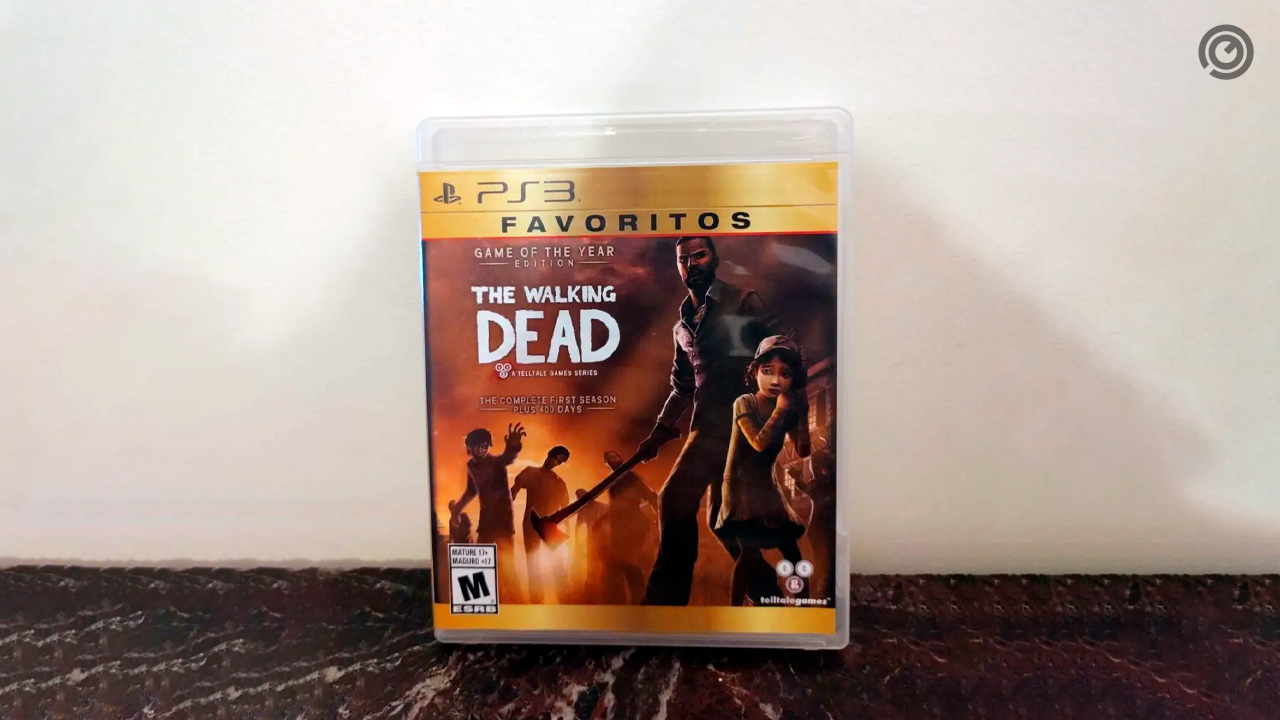 PS3
FAVORITOS
GAME OF THE YEAR
EDITION
THE WALKING
DEAD
A TELLTALE GAMES SERIES
THE COMPLETE FIRST SEASON
PLUS 400 DAYS
MATURE 17+
MADURO +17
M
ESRB
telltalegames™